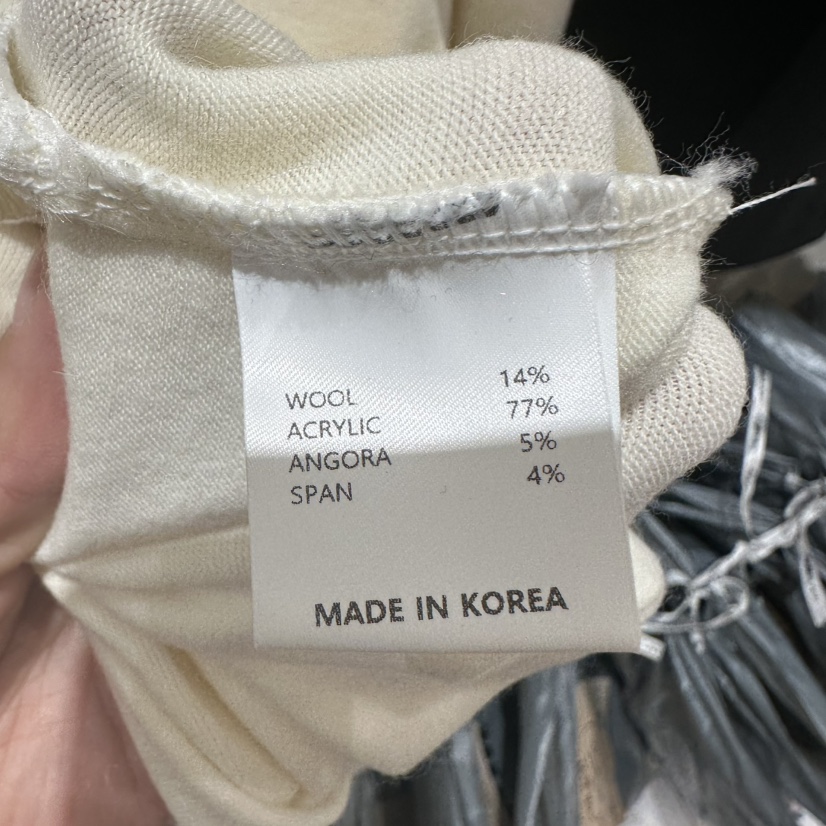 WOOL 14%
ACRYLIC 77%
ANGORA 5%
SPAN 4%
MADE IN KOREA